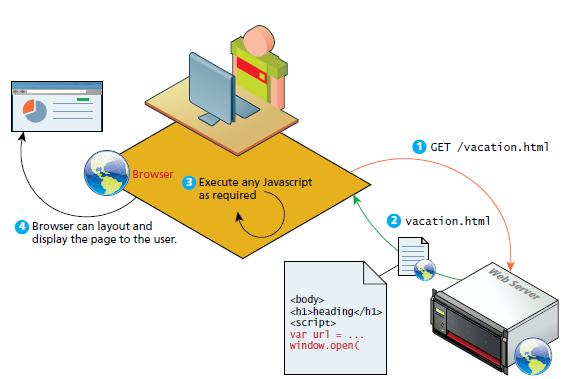 1 GET /vacation.html
Browser
3 Execute any Javascript
as required
2 vacation.html
4 Browser can layout and
display the page to the user.
Web Server
<body>
<h1>heading</h1>
<script>
var url = ...
window.open(